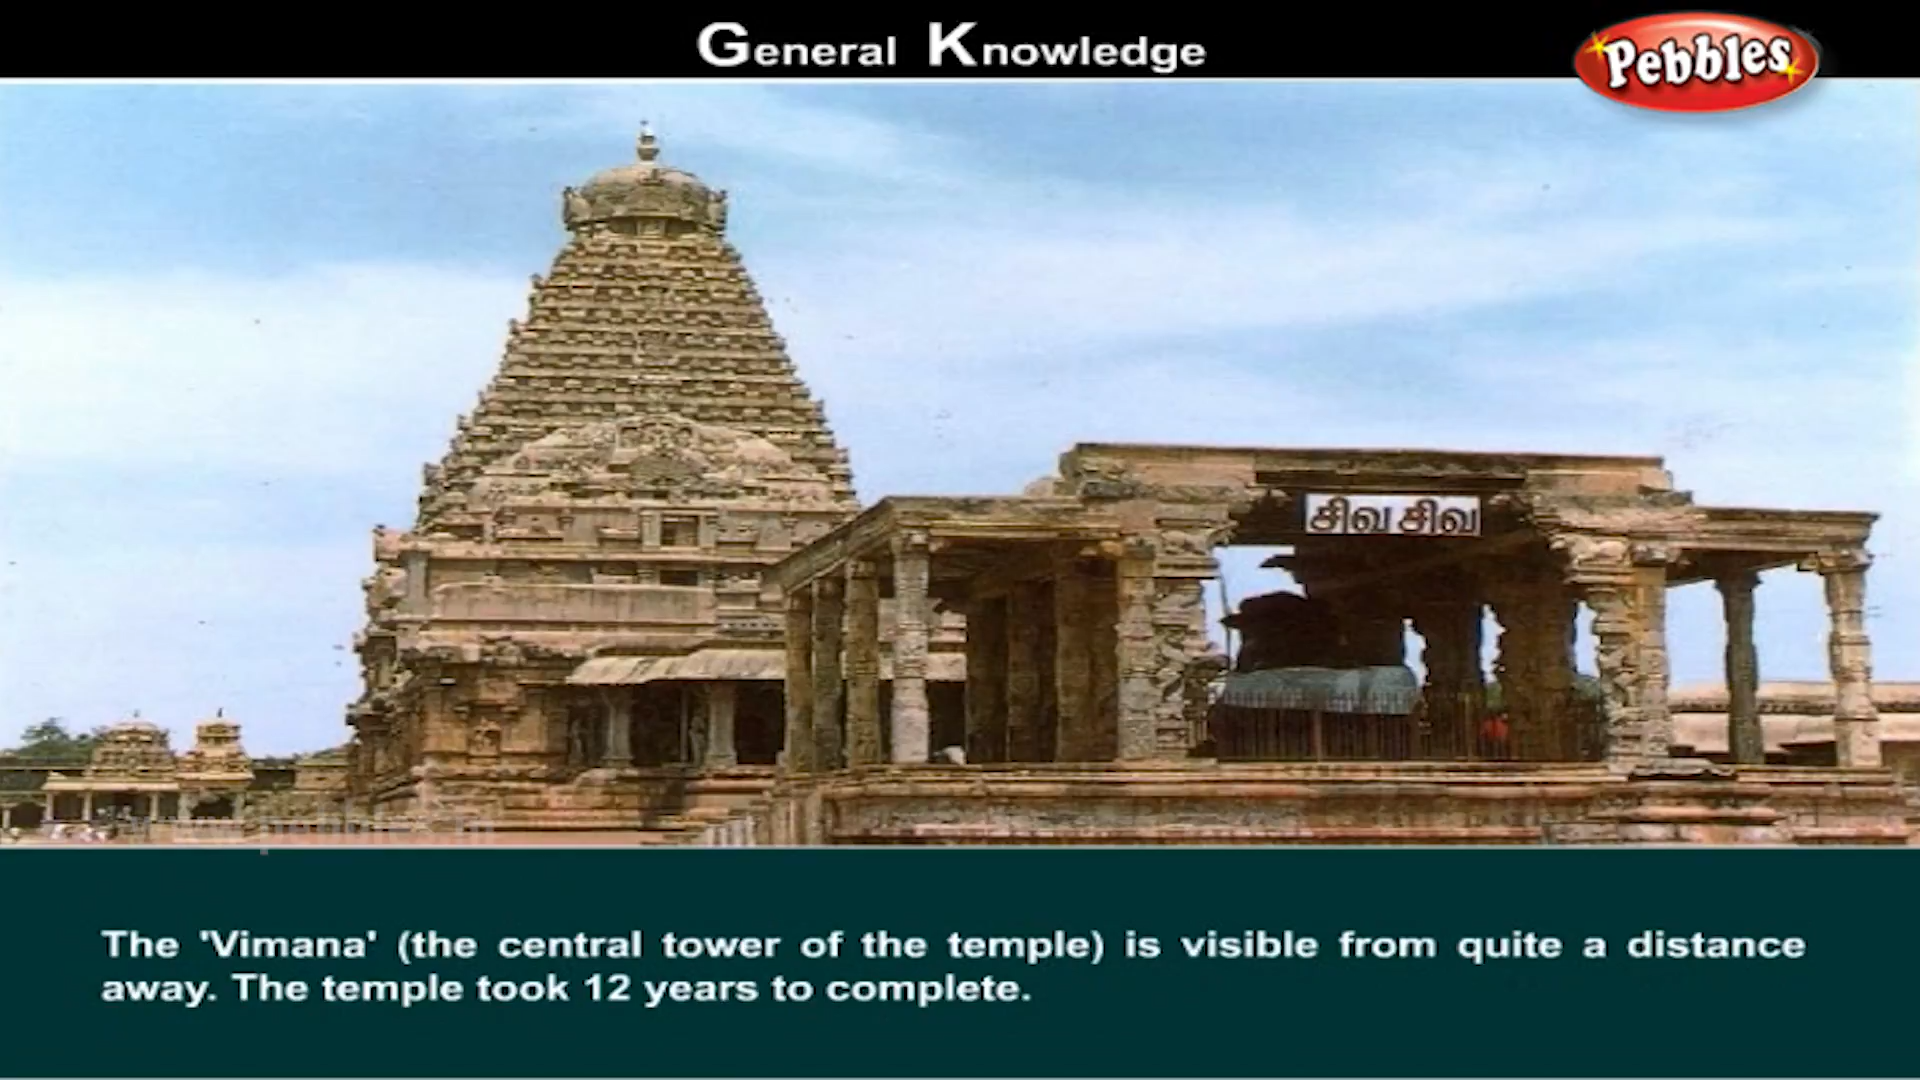 General Knowledge
Pebbles
சிவ சிவ
The 'Vimana' (the central tower of the temple) is visible from quite a distance
away. The temple took 12 years to complete.